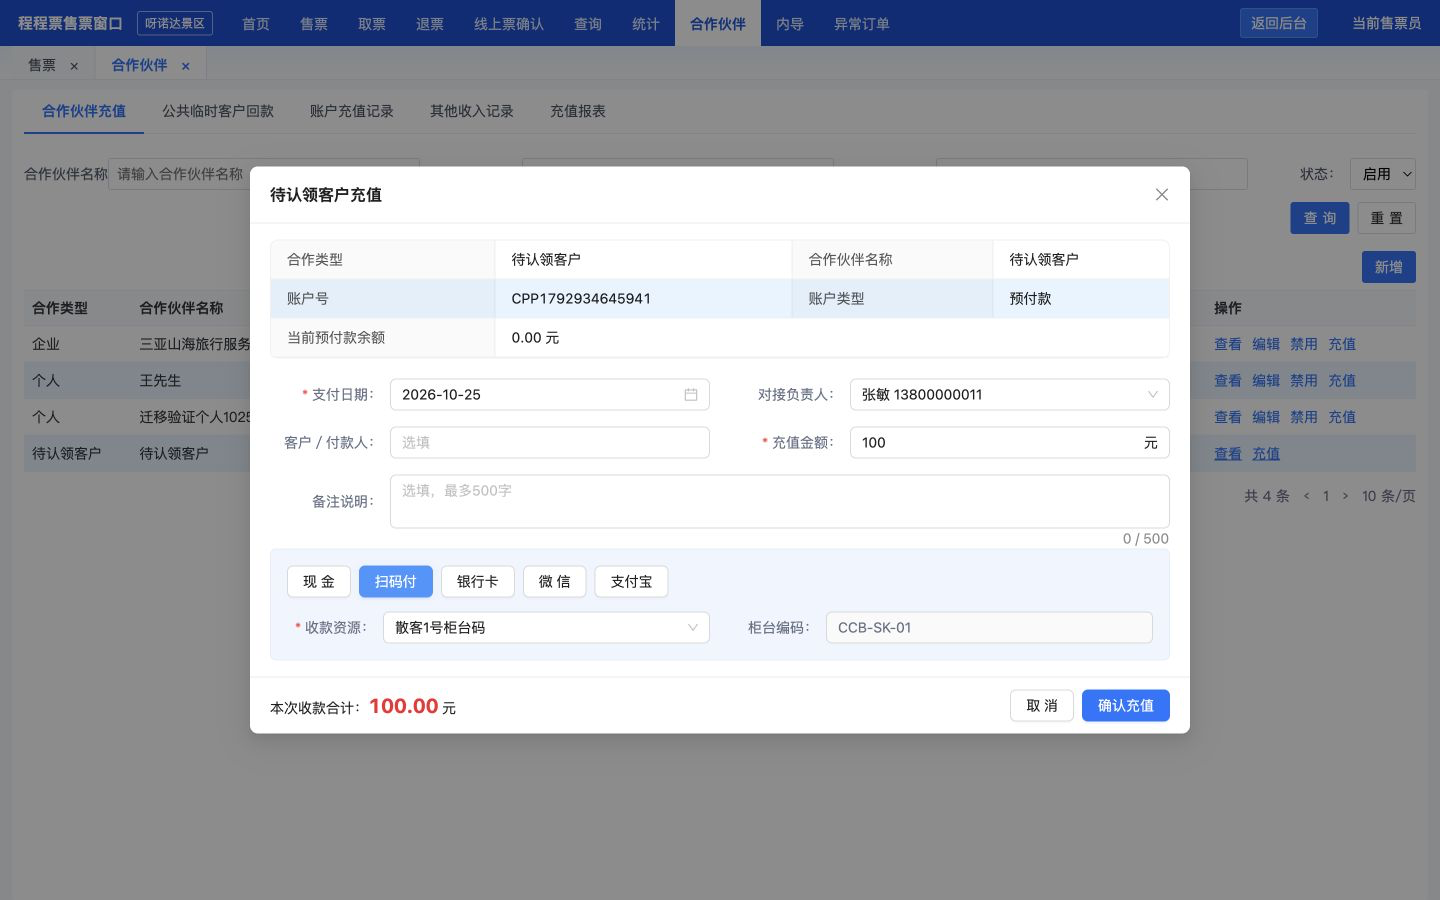 程程票售票窗口 呀诺达景区 首页 售票 取票 退票 线上票确认 查询 统计 合作伙伴 内导 异常订单 返回后台 当前售票员
售票 × 合作伙伴 ×
合作伙伴充值 公共临时客户回款 账户充值记录 其他收入记录 充值报表
合作伙伴名称 请输入合作伙伴名称 状态： 启用
查 询 重 置
新增
合作类型 合作伙伴名称 操作
企业 三亚山海旅行服务 查看 编辑 禁用 充值
个人 王先生 查看 编辑 禁用 充值
个人 迁移验证个人1025 查看 编辑 禁用 充值
待认领客户 待认领客户 查看 充值
共 4 条 < 1 > 10 条/页
待认领客户充值
合作类型 待认领客户 合作伙伴名称 待认领客户
账户号 CPP1792934645941 账户类型 预付款
当前预付款余额 0.00 元
* 支付日期： 2026-10-25 对接负责人： 张敏 13800000011
客户 / 付款人： 选填 * 充值金额： 100 元
备注说明： 选填，最多500字
0 / 500
现 金 扫码付 银行卡 微 信 支付宝
* 收款资源： 散客1号柜台码 柜台编码： CCB-SK-01
本次收款合计： 100.00 元 取 消 确认充值